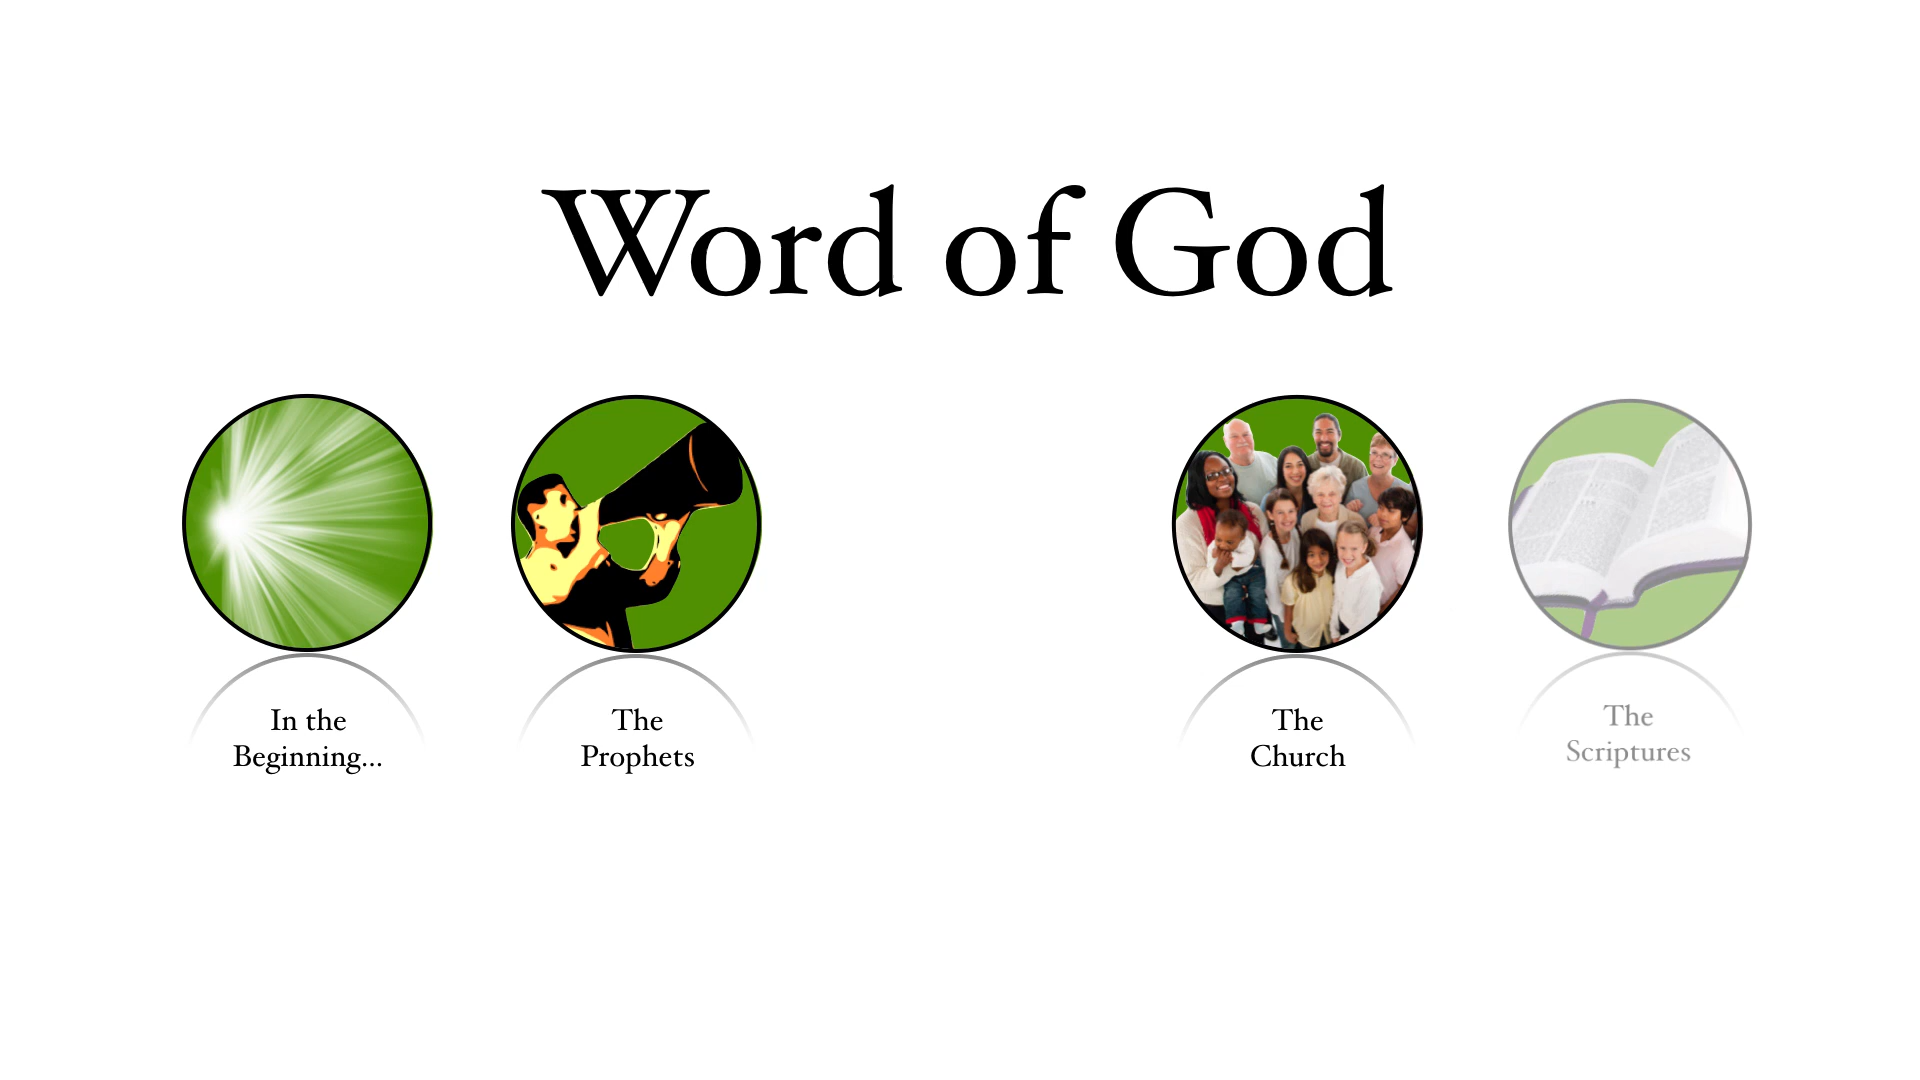 Word of God
In the
Beginning...
The
Prophets
The
Church
The
Scriptures